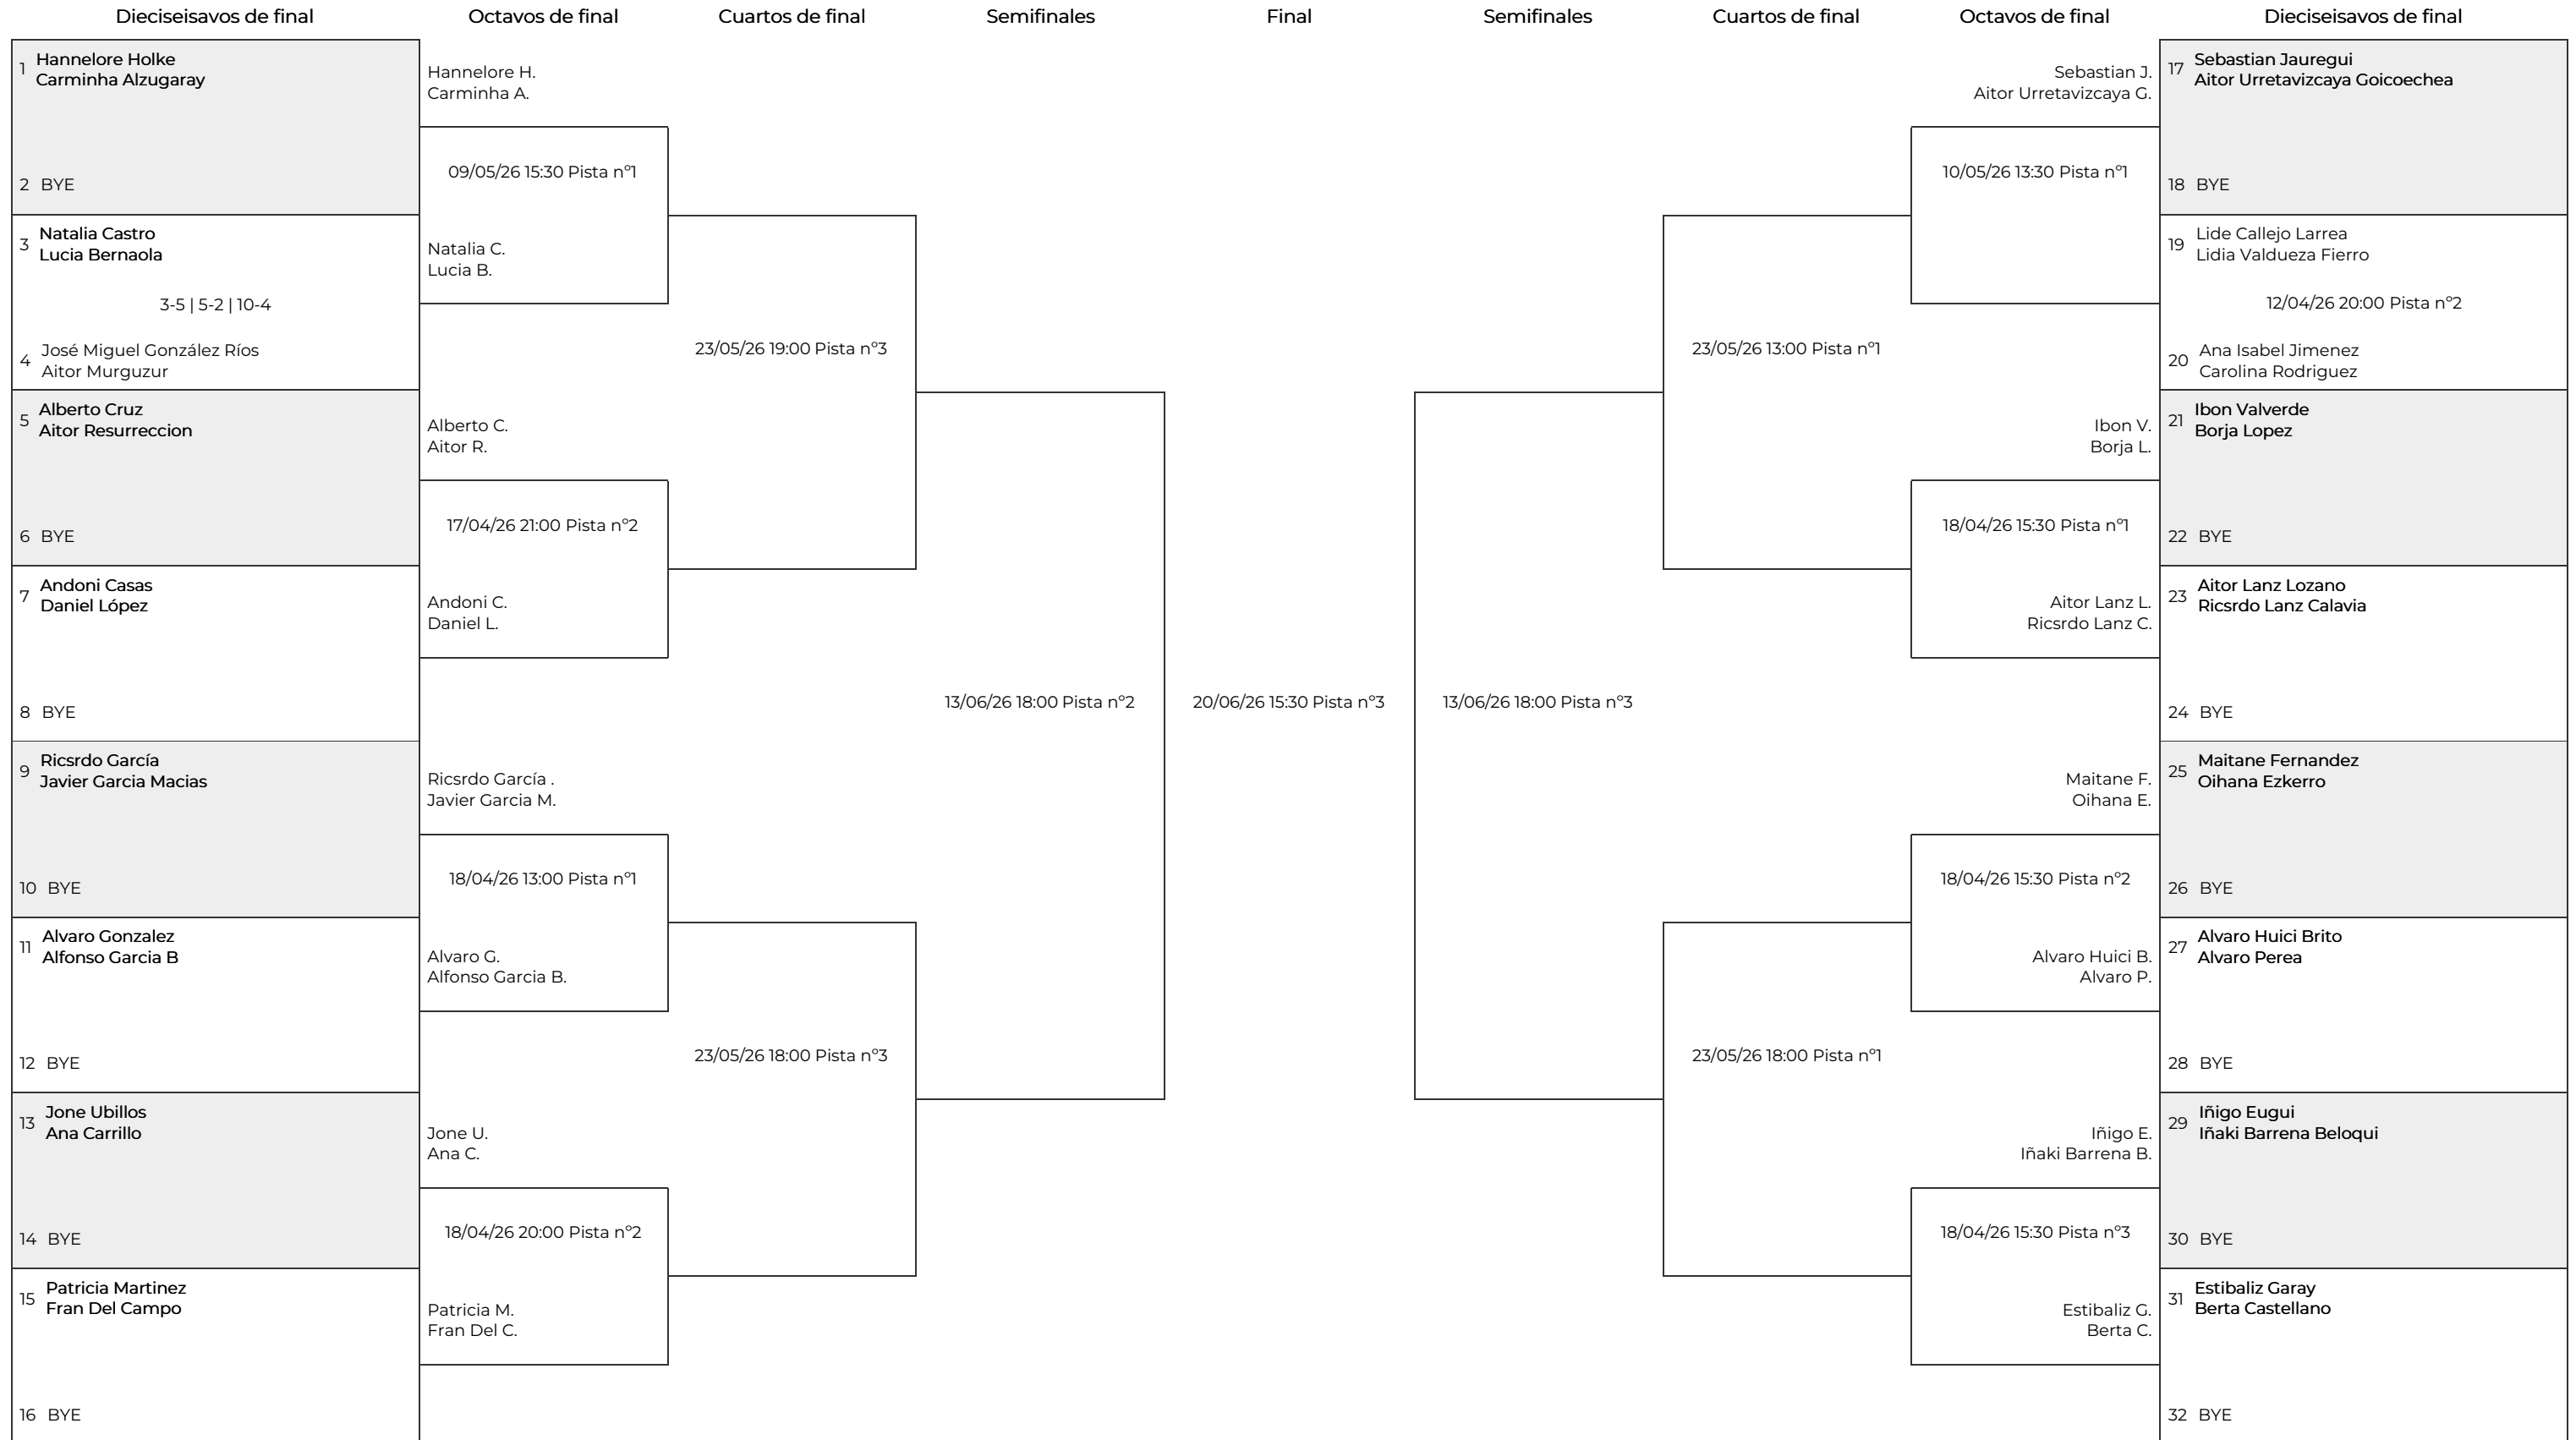 Dieciseisavos de final
Octavos de final
Cuartos de final
Semifinales
Final
Semifinales
Cuartos de final
Octavos de final
Dieciseisavos de final
1 Hannelore Holke
Carminha Alzugaray
2 BYE
3 Natalia Castro
Lucia Bernaola
3-5 | 5-2 | 10-4
4 José Miguel González Ríos
Aitor Murguzur
5 Alberto Cruz
Aitor Resurreccion
6 BYE
7 Andoni Casas
Daniel López
8 BYE
9 Ricsrdo García
Javier Garcia Macias
10 BYE
11 Alvaro Gonzalez
Alfonso Garcia B
12 BYE
13 Jone Ubillos
Ana Carrillo
14 BYE
15 Patricia Martinez
Fran Del Campo
16 BYE
Hannelore H.
Carminha A.
09/05/26 15:30 Pista nº1
Natalia C.
Lucia B.
Alberto C.
Aitor R.
17/04/26 21:00 Pista nº2
Andoni C.
Daniel L.
Ricsrdo García .
Javier Garcia M.
18/04/26 13:00 Pista nº1
Alvaro G.
Alfonso Garcia B.
Jone U.
Ana C.
18/04/26 20:00 Pista nº2
Patricia M.
Fran Del C.
23/05/26 19:00 Pista nº3
23/05/26 18:00 Pista nº3
13/06/26 18:00 Pista nº2
20/06/26 15:30 Pista nº3
13/06/26 18:00 Pista nº3
23/05/26 13:00 Pista nº1
23/05/26 18:00 Pista nº1
Sebastian J.
Aitor Urretavizcaya G.
10/05/26 13:30 Pista nº1
Ibon V.
Borja L.
18/04/26 15:30 Pista nº1
Aitor Lanz L.
Ricsrdo Lanz C.
Maitane F.
Oihana E.
18/04/26 15:30 Pista nº2
Alvaro Huici B.
Alvaro P.
Iñigo E.
Iñaki Barrena B.
18/04/26 15:30 Pista nº3
Estibaliz G.
Berta C.
17 Sebastian Jauregui
Aitor Urretavizcaya Goicoechea
18 BYE
19 Lide Callejo Larrea
Lidia Valdueza Fierro
12/04/26 20:00 Pista nº2
20 Ana Isabel Jimenez
Carolina Rodriguez
21 Ibon Valverde
Borja Lopez
22 BYE
23 Aitor Lanz Lozano
Ricsrdo Lanz Calavia
24 BYE
25 Maitane Fernandez
Oihana Ezkerro
26 BYE
27 Alvaro Huici Brito
Alvaro Perea
28 BYE
29 Iñigo Eugui
Iñaki Barrena Beloqui
30 BYE
31 Estibaliz Garay
Berta Castellano
32 BYE